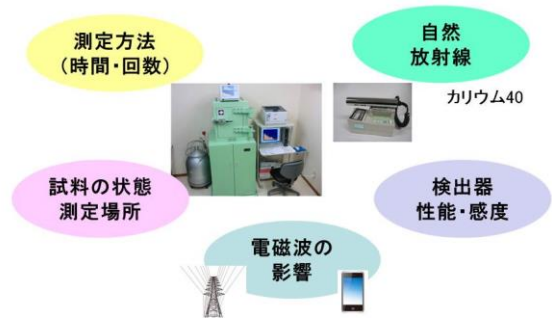 測定方法
（時間・回数）
自然
放射線
カリウム40
試料の状態
測定場所
検出器
性能・感度
電磁波の
影響